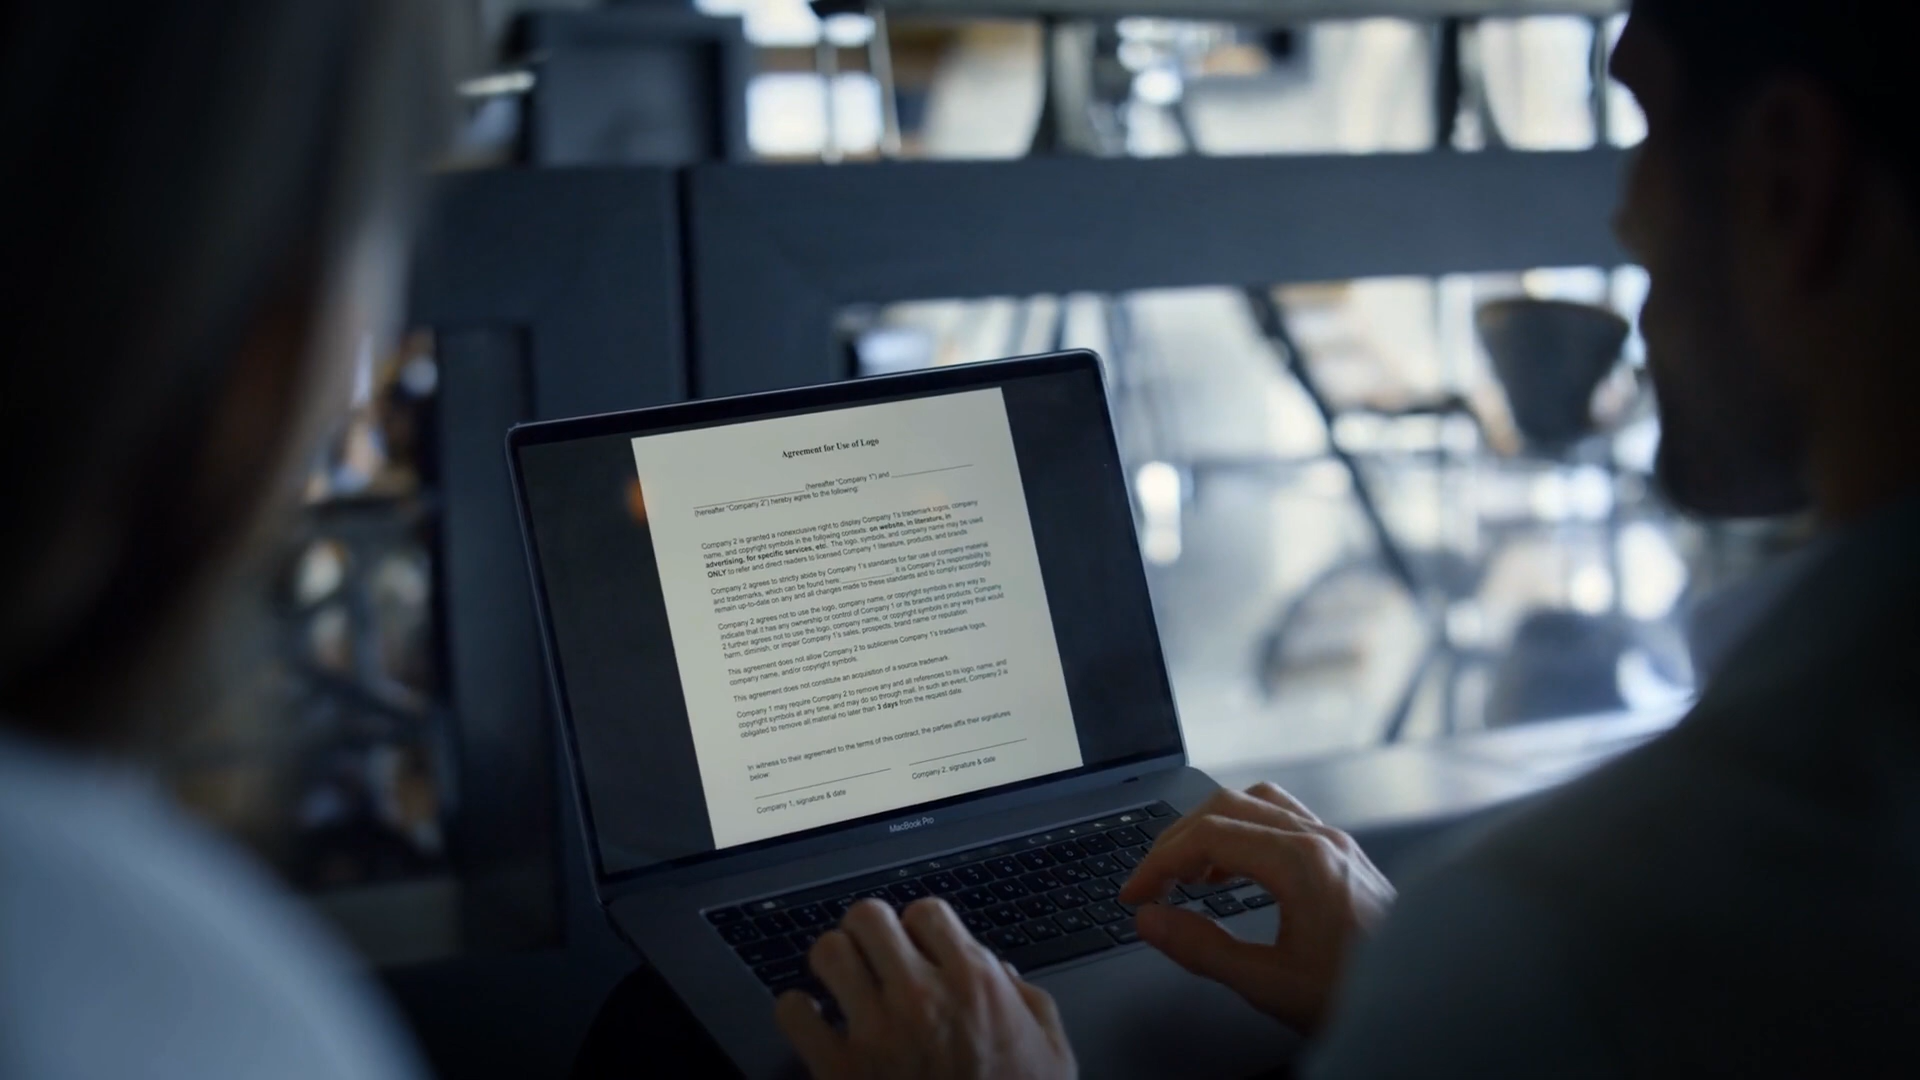 Agreement for Use of Logo
____________________ (hereafter "Company 1") and ____________________
(hereafter "Company 2") hereby agree to the following:
Company 2 is granted a nonexclusive right to display Company 1's trademark logos, company
name, and copyright symbols in the following contexts: on website, in literature, in
advertising, for specific services, etc. The logo, symbols, and company name may be used
ONLY to refer and direct readers to licensed Company 1 literature, products, and brands.
Company 2 agrees to strictly abide by Company 1's standards for fair use of company material
and trademarks, which can be found here:______________. It is Company 2's responsibility to
remain up-to-date on any and all changes made to these standards and to comply accordingly.
Company 2 agrees not to use the logo, company name, or copyright symbols in any way to
indicate that it has any ownership or control of Company 1 or its brands and products. Company
2 further agrees not to use the logo, company name, or copyright symbols in any way that would
harm, diminish, or impair Company 1's sales, prospects, brand name or reputation.
This agreement does not allow Company 2 to sublicense Company 1's trademark logos,
company name, and/or copyright symbols.
This agreement does not constitute an acquisition of a source trademark.
Company 1 may require Company 2 to remove any and all references to its logo, name, and
copyright symbols at any time, and may do so through mail. In such an event, Company 2 is
obligated to remove all material no later than 3 days from the request date.
In witness to their agreement to the terms of this contract, the parties affix their signatures
below:
Company 1, signature & date
Company 2, signature & date
MacBook Pro